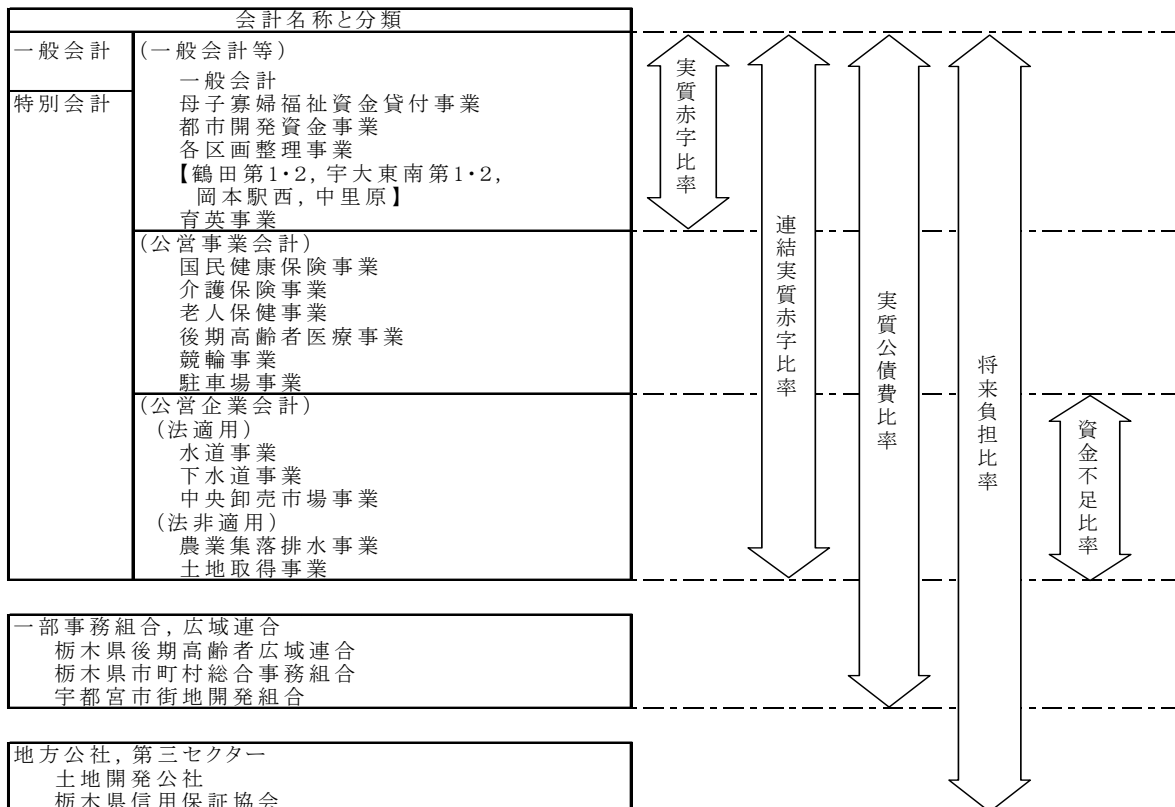 会計名称と分類
一般会計
(一般会計等)
一般会計
特別会計
母子寡婦福祉資金貸付事業
都市開発資金事業
各区画整理事業
【鶴田第1・2, 宇大東南第1・2,
岡本駅西, 中里原】
育英事業
(公営事業会計)
国民健康保険事業
介護保険事業
老人保健事業
後期高齢者医療事業
競輪事業
駐車場事業
(公営企業会計)
(法適用)
水道事業
下水道事業
中央卸売市場事業
(法非適用)
農業集落排水事業
土地取得事業
一部事務組合, 広域連合
栃木県後期高齢者広域連合
栃木県市町村総合事務組合
宇都宮市街地開発組合
地方公社, 第三セクター
土地開発公社
栃木県信用保証協会
実質赤字比率
連結実質赤字比率
実質公債費比率
将来負担比率
資金不足比率